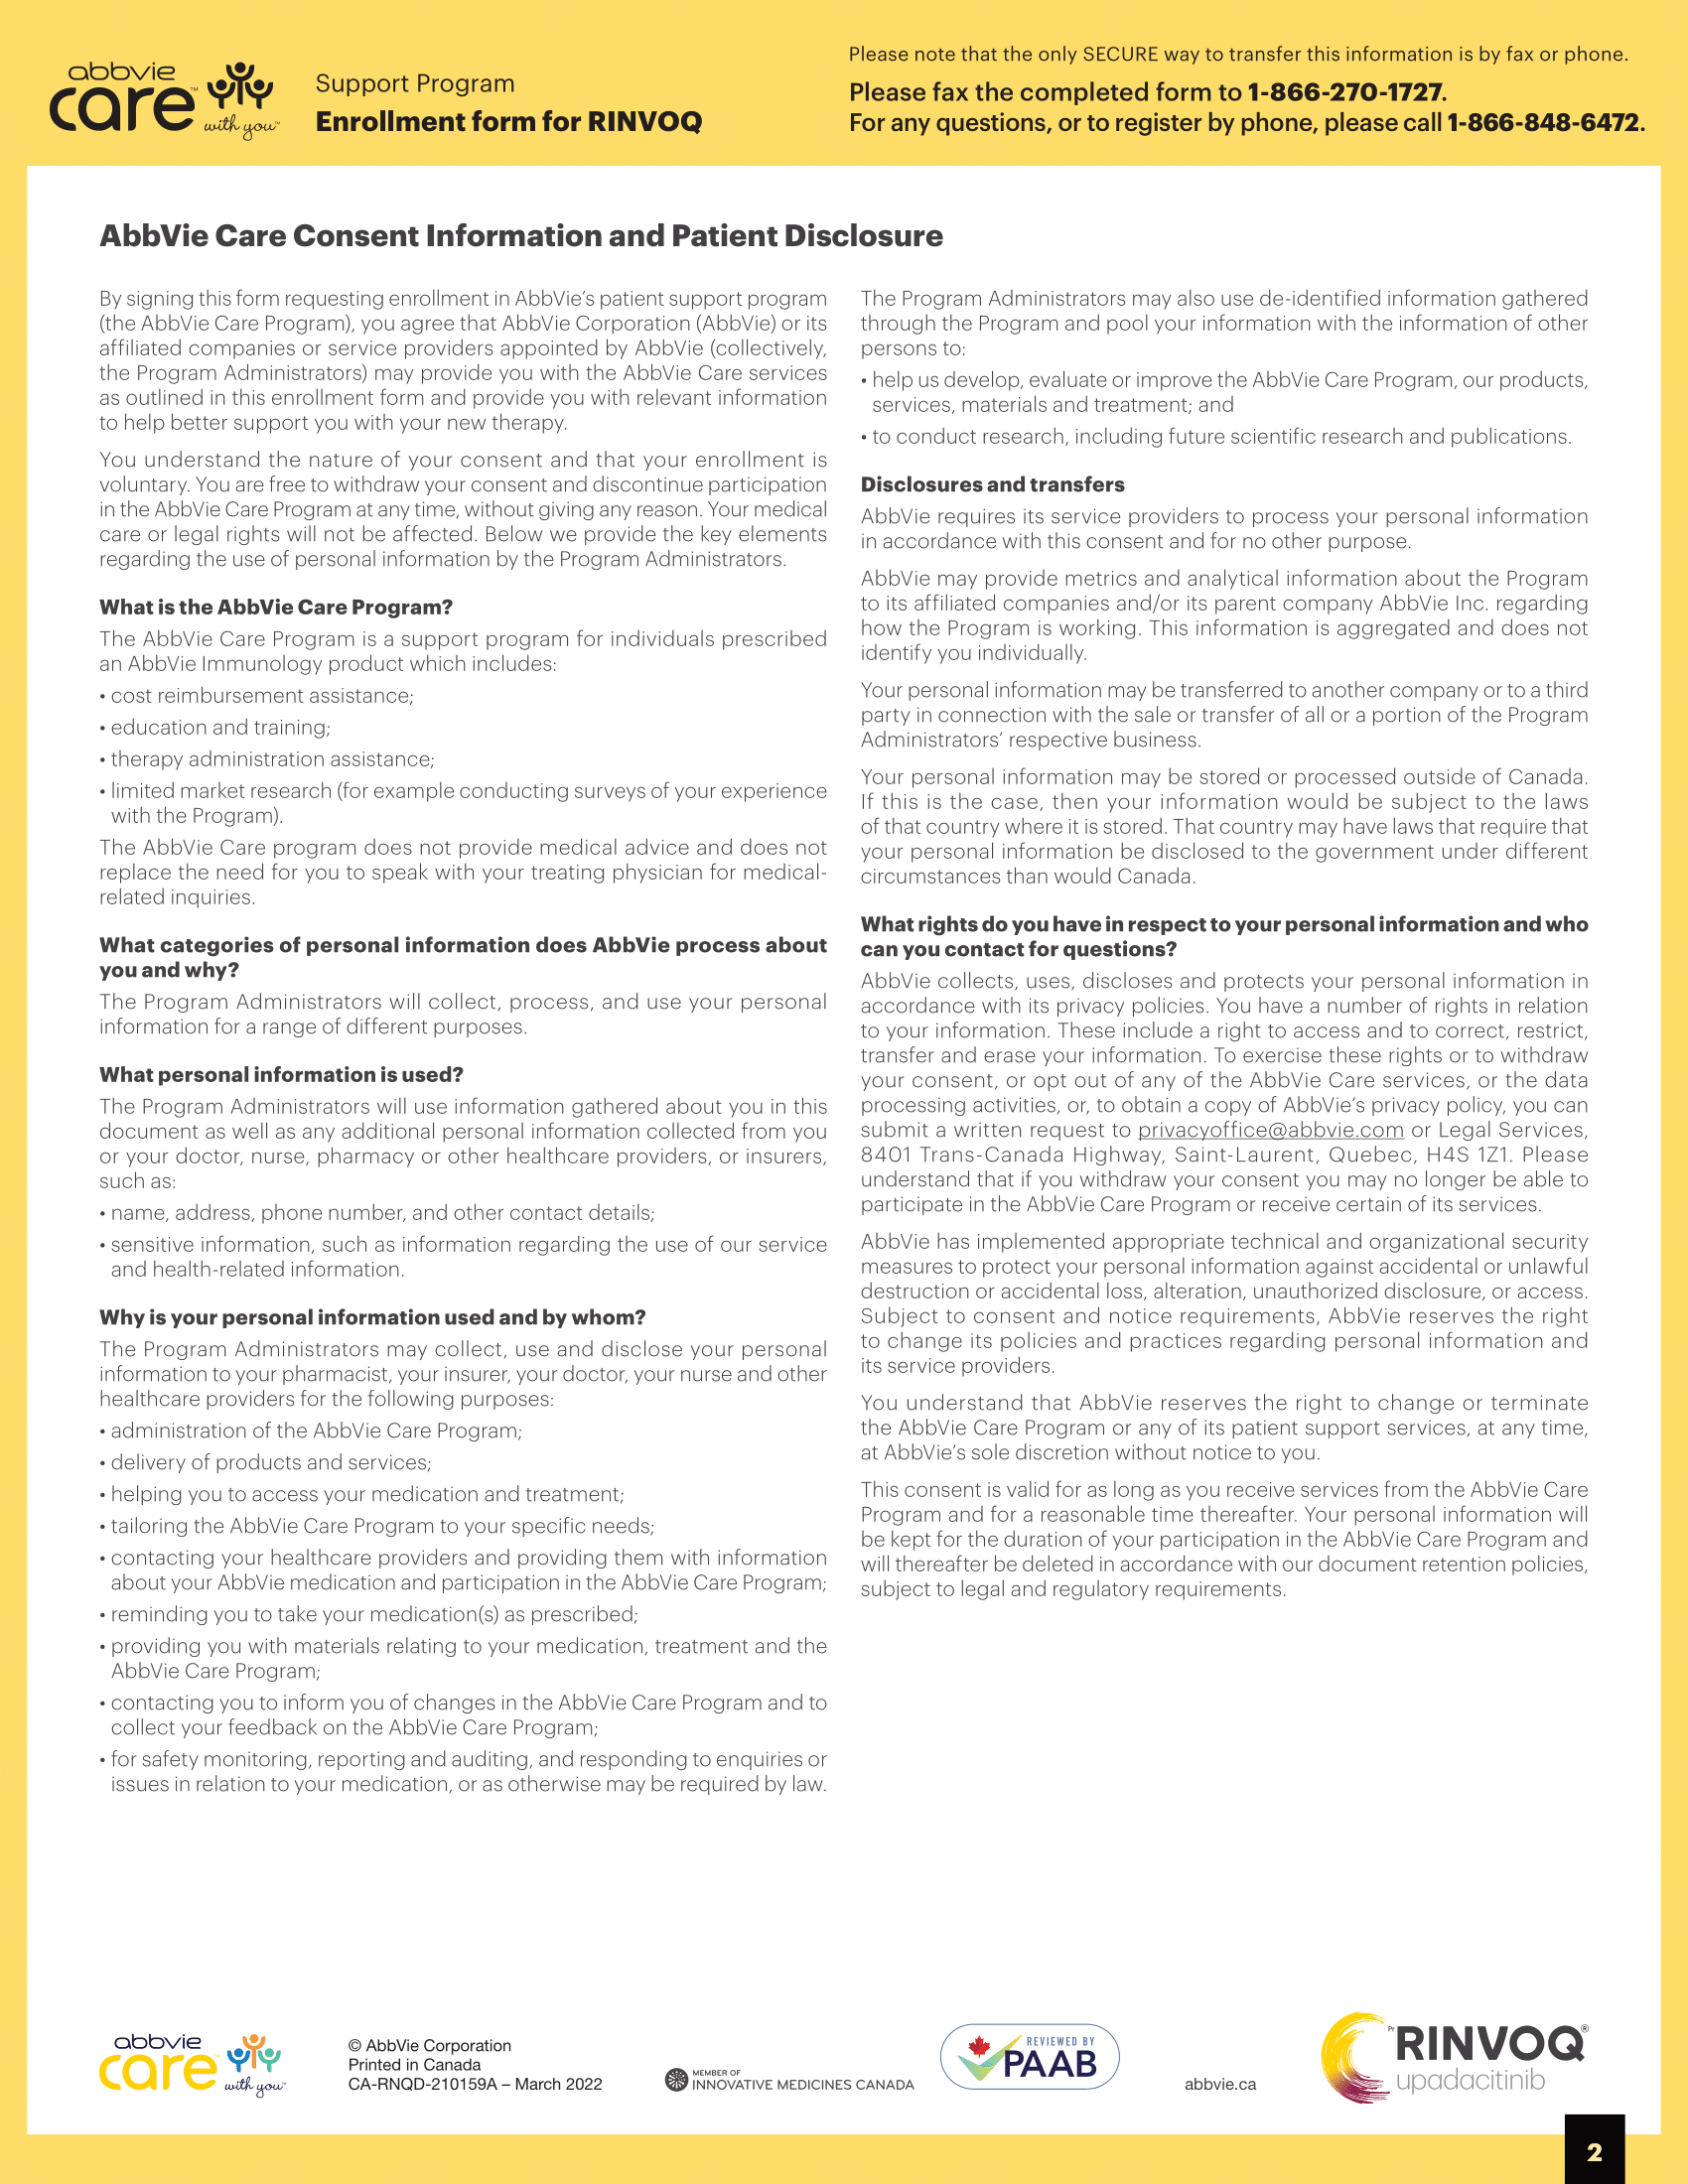 abbvie
care™
with you™
Support Program
Enrollment form for RINVOQ
Please note that the only SECURE way to transfer this information is by fax or phone.
Please fax the completed form to 1-866-270-1727.
For any questions, or to register by phone, please call 1-866-848-6472.
AbbVie Care Consent Information and Patient Disclosure
By signing this form requesting enrollment in AbbVie’s patient support program
(the AbbVie Care Program), you agree that AbbVie Corporation (AbbVie) or its
affiliated companies or service providers appointed by AbbVie (collectively,
the Program Administrators) may provide you with the AbbVie Care services
as outlined in this enrollment form and provide you with relevant information
to help better support you with your new therapy.
You understand the nature of your consent and that your enrollment is
voluntary. You are free to withdraw your consent and discontinue participation
in the AbbVie Care Program at any time, without giving any reason. Your medical
care or legal rights will not be affected. Below we provide the key elements
regarding the use of personal information by the Program Administrators.
What is the AbbVie Care Program?
The AbbVie Care Program is a support program for individuals prescribed
an AbbVie Immunology product which includes:
• cost reimbursement assistance;
• education and training;
• therapy administration assistance;
• limited market research (for example conducting surveys of your experience
with the Program).
The AbbVie Care program does not provide medical advice and does not
replace the need for you to speak with your treating physician for medical-
related inquiries.
What categories of personal information does AbbVie process about
you and why?
The Program Administrators will collect, process, and use your personal
information for a range of different purposes.
What personal information is used?
The Program Administrators will use information gathered about you in this
document as well as any additional personal information collected from you
or your doctor, nurse, pharmacy or other healthcare providers, or insurers,
such as:
• name, address, phone number, and other contact details;
• sensitive information, such as information regarding the use of our service
and health-related information.
Why is your personal information used and by whom?
The Program Administrators may collect, use and disclose your personal
information to your pharmacist, your insurer, your doctor, your nurse and other
healthcare providers for the following purposes:
• administration of the AbbVie Care Program;
• delivery of products and services;
• helping you to access your medication and treatment;
• tailoring the AbbVie Care Program to your specific needs;
• contacting your healthcare providers and providing them with information
about your AbbVie medication and participation in the AbbVie Care Program;
• reminding you to take your medication(s) as prescribed;
• providing you with materials relating to your medication, treatment and the
AbbVie Care Program;
• contacting you to inform you of changes in the AbbVie Care Program and to
collect your feedback on the AbbVie Care Program;
• for safety monitoring, reporting and auditing, and responding to enquiries or
issues in relation to your medication, or as otherwise may be required by law.
The Program Administrators may also use de-identified information gathered
through the Program and pool your information with the information of other
persons to:
• help us develop, evaluate or improve the AbbVie Care Program, our products,
services, materials and treatment; and
• to conduct research, including future scientific research and publications.
Disclosures and transfers
AbbVie requires its service providers to process your personal information
in accordance with this consent and for no other purpose.
AbbVie may provide metrics and analytical information about the Program
to its affiliated companies and/or its parent company AbbVie Inc. regarding
how the Program is working. This information is aggregated and does not
identify you individually.
Your personal information may be transferred to another company or to a third
party in connection with the sale or transfer of all or a portion of the Program
Administrators’ respective business.
Your personal information may be stored or processed outside of Canada.
If this is the case, then your information would be subject to the laws
of that country where it is stored. That country may have laws that require that
your personal information be disclosed to the government under different
circumstances than would Canada.
What rights do you have in respect to your personal information and who
can you contact for questions?
AbbVie collects, uses, discloses and protects your personal information in
accordance with its privacy policies. You have a number of rights in relation
to your information. These include a right to access and to correct, restrict,
transfer and erase your information. To exercise these rights or to withdraw
your consent, or opt out of any of the AbbVie Care services, or the data
processing activities, or, to obtain a copy of AbbVie’s privacy policy, you can
submit a written request to privacyoffice@abbvie.com or Legal Services,
8401 Trans-Canada Highway, Saint-Laurent, Quebec, H4S 1Z1. Please
understand that if you withdraw your consent you may no longer be able to
participate in the AbbVie Care Program or receive certain of its services.
AbbVie has implemented appropriate technical and organizational security
measures to protect your personal information against accidental or unlawful
destruction or accidental loss, alteration, unauthorized disclosure, or access.
Subject to consent and notice requirements, AbbVie reserves the right
to change its policies and practices regarding personal information and
its service providers.
You understand that AbbVie reserves the right to change or terminate
the AbbVie Care Program or any of its patient support services, at any time,
at AbbVie’s sole discretion without notice to you.
This consent is valid for as long as you receive services from the AbbVie Care
Program and for a reasonable time thereafter. Your personal information will
be kept for the duration of your participation in the AbbVie Care Program and
will thereafter be deleted in accordance with our document retention policies,
subject to legal and regulatory requirements.
abbvie
care™
with you™
© AbbVie Corporation
Printed in Canada
CA-RNQD-210159A – March 2022
MEMBER OF
INNOVATIVE MEDICINES CANADA
REVIEWED BY
PAAB
abbvie.ca
Pr RINVOQ®
upadacitinib
2